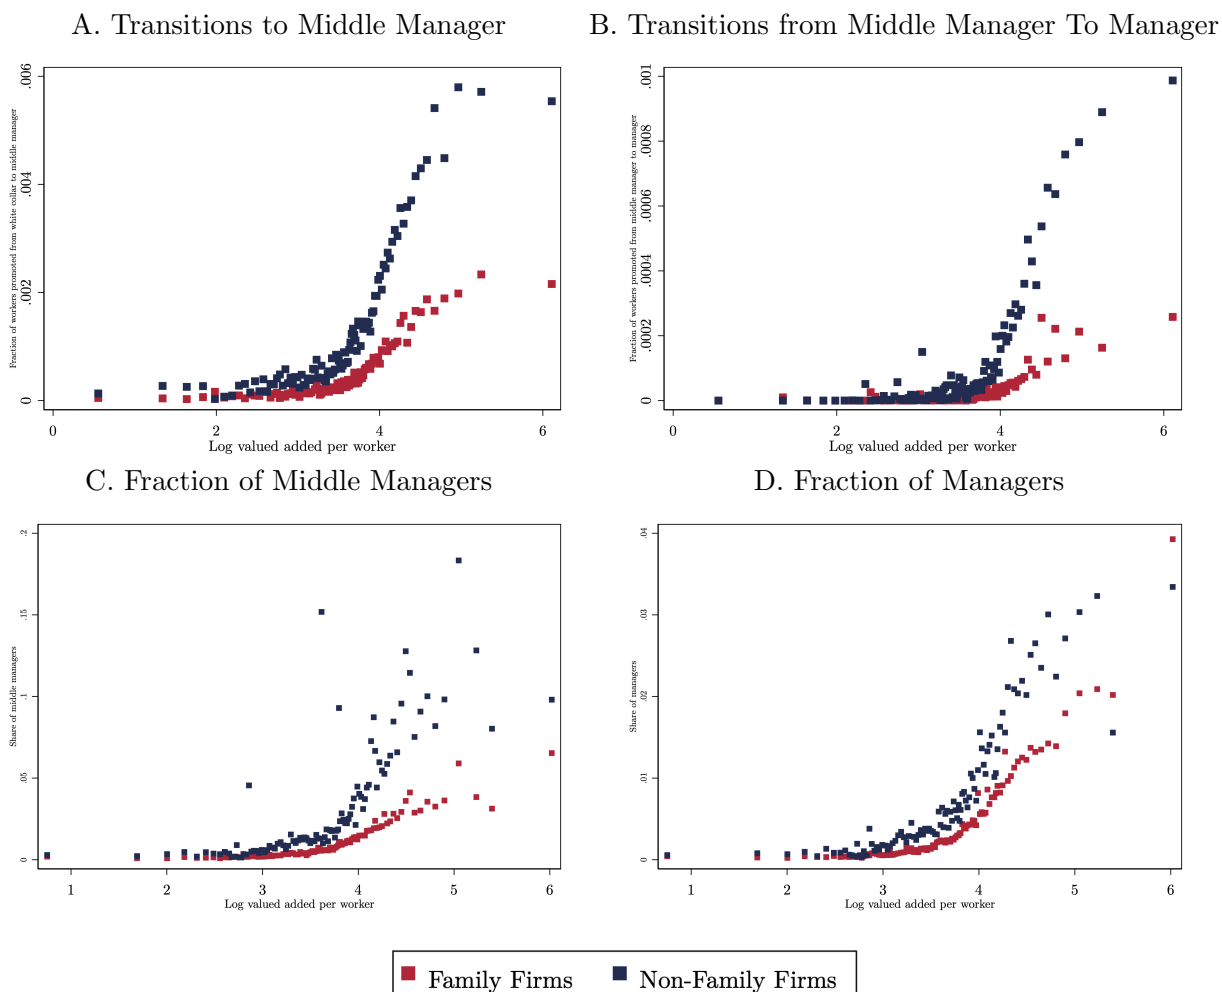 A. Transitions to Middle Manager
Fraction of workers promoted from white collar to middle manager
.006
.004
.002
0
0 2 4 6
Log valued added per worker
B. Transitions from Middle Manager To Manager
Fraction of workers promoted from middle manager to manager
.001
.0008
.0006
.0004
.0002
0
0 2 4 6
Log valued added per worker
C. Fraction of Middle Managers
Share of middle managers
.2
.15
.1
.05
0
1 2 3 4 5 6
Log valued added per worker
D. Fraction of Managers
Share of managers
.04
.03
.02
.01
0
1 2 3 4 5 6
Log valued added per worker
Family Firms Non-Family Firms